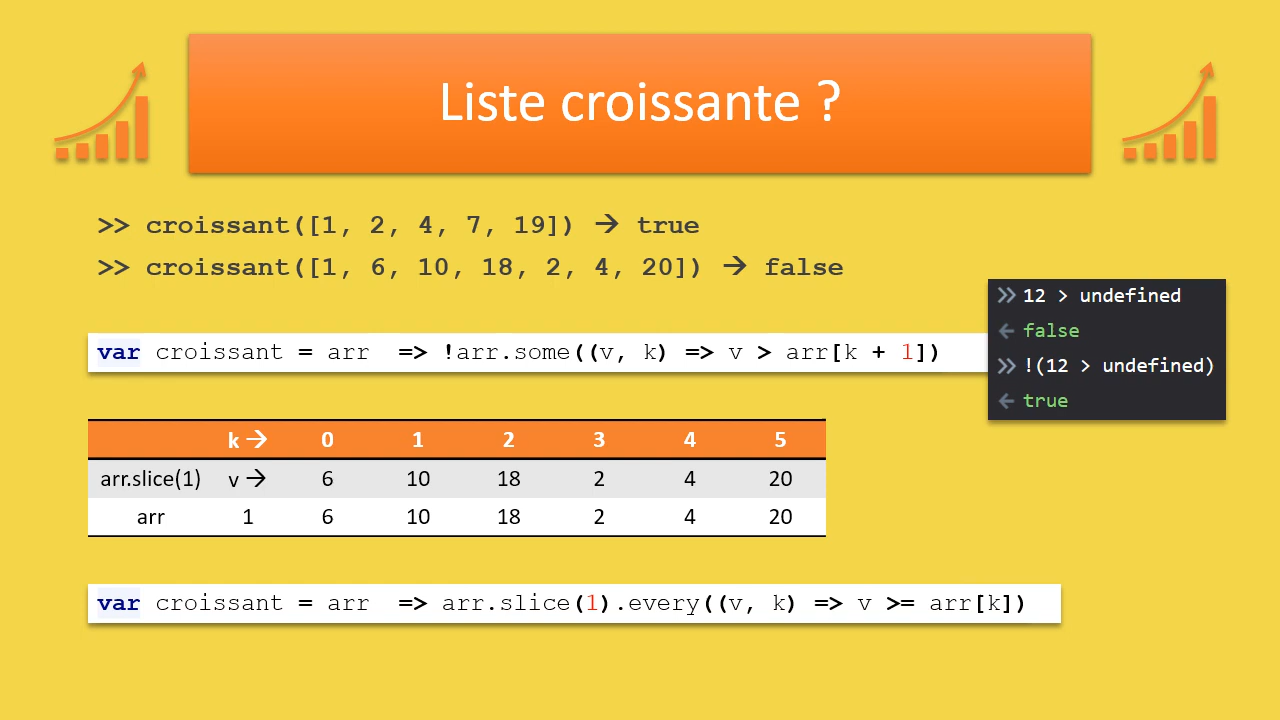 Liste croissante ?
>> croissant([1, 2, 4, 7, 19]) → true
>> croissant([1, 6, 10, 18, 2, 4, 20]) → false
12 > undefined
false
!(12 > undefined)
true
var croissant = arr  => !arr.some((v, k) => v > arr[k + 1])
k → 0 1 2 3 4 5
arr.slice(1) v → 6 10 18 2 4 20
arr 1 6 10 18 2 4 20
var croissant = arr  => arr.slice(1).every((v, k) => v >= arr[k])